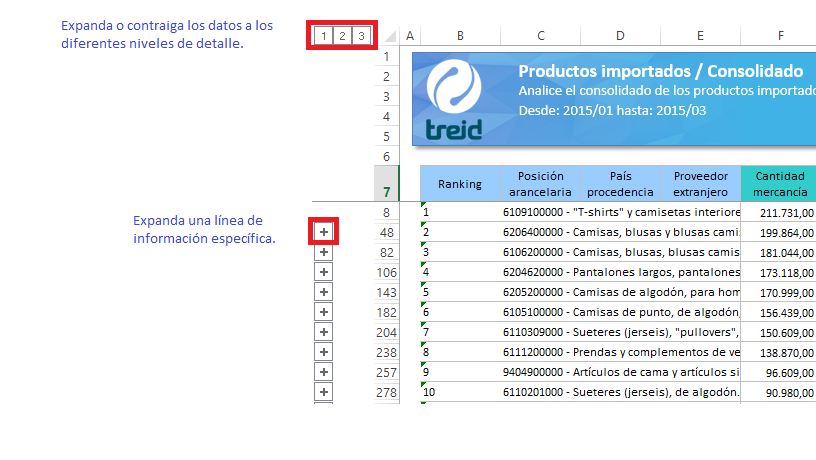 Expanda o contraiga los datos a los
diferentes niveles de detalle.
1 2 3
A B C D E F
1
2
3
4
5
6
treid
Productos importados / Consolidado
Analice el consolidado de los productos importado
Desde: 2015/01 hasta: 2015/03
7 Ranking Posición arancelaria País procedencia Proveedor extranjero Cantidad mercancía
Expanda una línea de
información específica.
8 1 6109100000 - "T-shirts" y camisetas interiore 211.731,00
+ 48 2 6206400000 - Camisas, blusas y blusas cami 199.864,00
+ 82 3 6106200000 - Camisas, blusas, blusas cami 181.044,00
+ 106 4 6204620000 - Pantalones largos, pantalones 173.118,00
+ 143 5 6205200000 - Camisas de algodón, para hom 170.999,00
+ 182 6 6105100000 - Camisas de punto, de algodón, 156.439,00
+ 204 7 6110309000 - Sueteres (jerseis), "pullovers", 150.609,00
+ 238 8 6111200000 - Prendas y complementos de ve 138.870,00
+ 257 9 9404900000 - Artículos de cama y artículos si 96.609,00
+ 278 10 6110201000 - Sueteres (jerseis), de algodón. 90.980,00